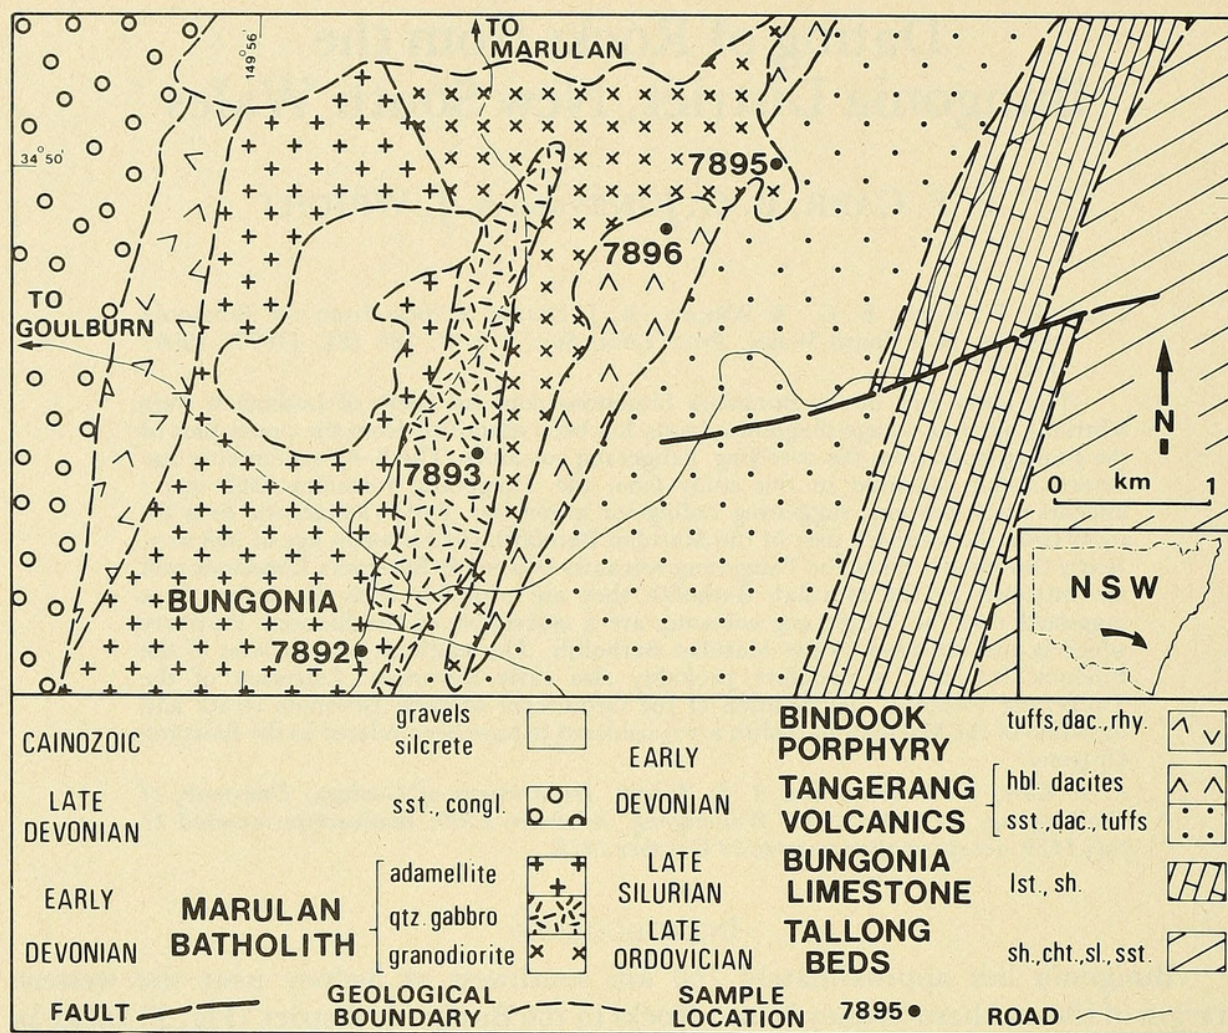 TO
MARULAN
149°56'
34°50'
7895
7896
TO
GOULBURN
7893
N
0 km 1
BUNGONIA
7892
NSW
CAINOZOIC
gravels
silcrete
LATE
DEVONIAN
sst., congl.
EARLY
DEVONIAN
MARULAN
BATHOLITH
adamellite
qtz. gabbro
granodiorite
EARLY
DEVONIAN
BINDOOK
PORPHYRY
tuffs, dac., rhy.
TANGERANG
VOLCANICS
hbl. dacites
sst., dac., tuffs
LATE
SILURIAN
BUNGONIA
LIMESTONE
lst., sh.
LATE
ORDOVICIAN
TALLONG
BEDS
sh., cht., sl., sst.
FAULT
GEOLOGICAL
BOUNDARY
SAMPLE
LOCATION
7895
ROAD